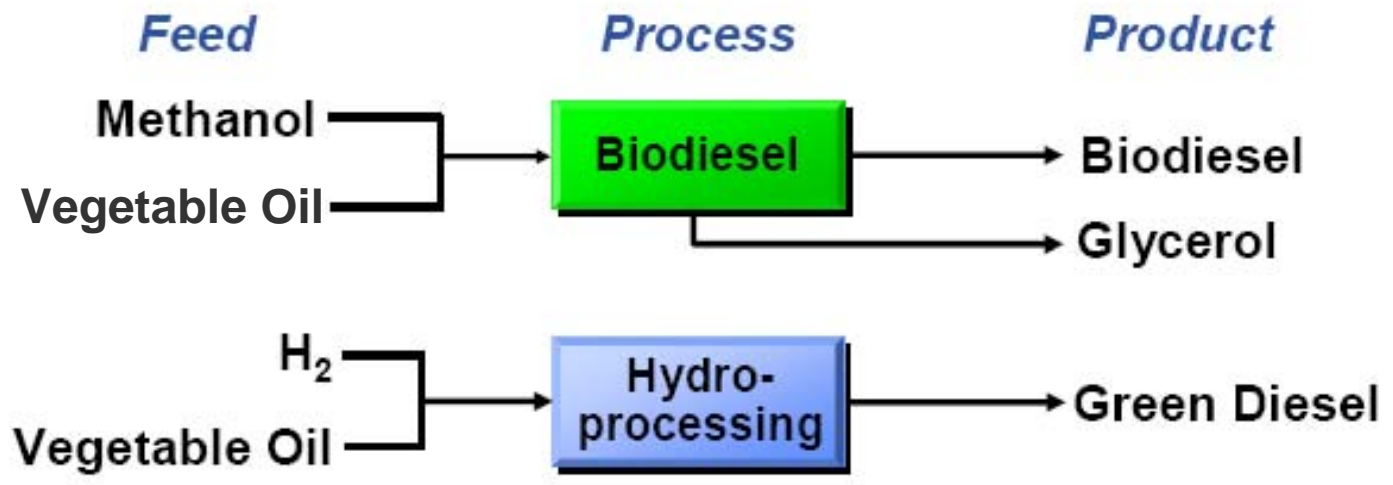 Feed Process Product
Methanol
Vegetable Oil
Biodiesel
Biodiesel
Glycerol
H₂
Vegetable Oil
Hydro-
processing
Green Diesel